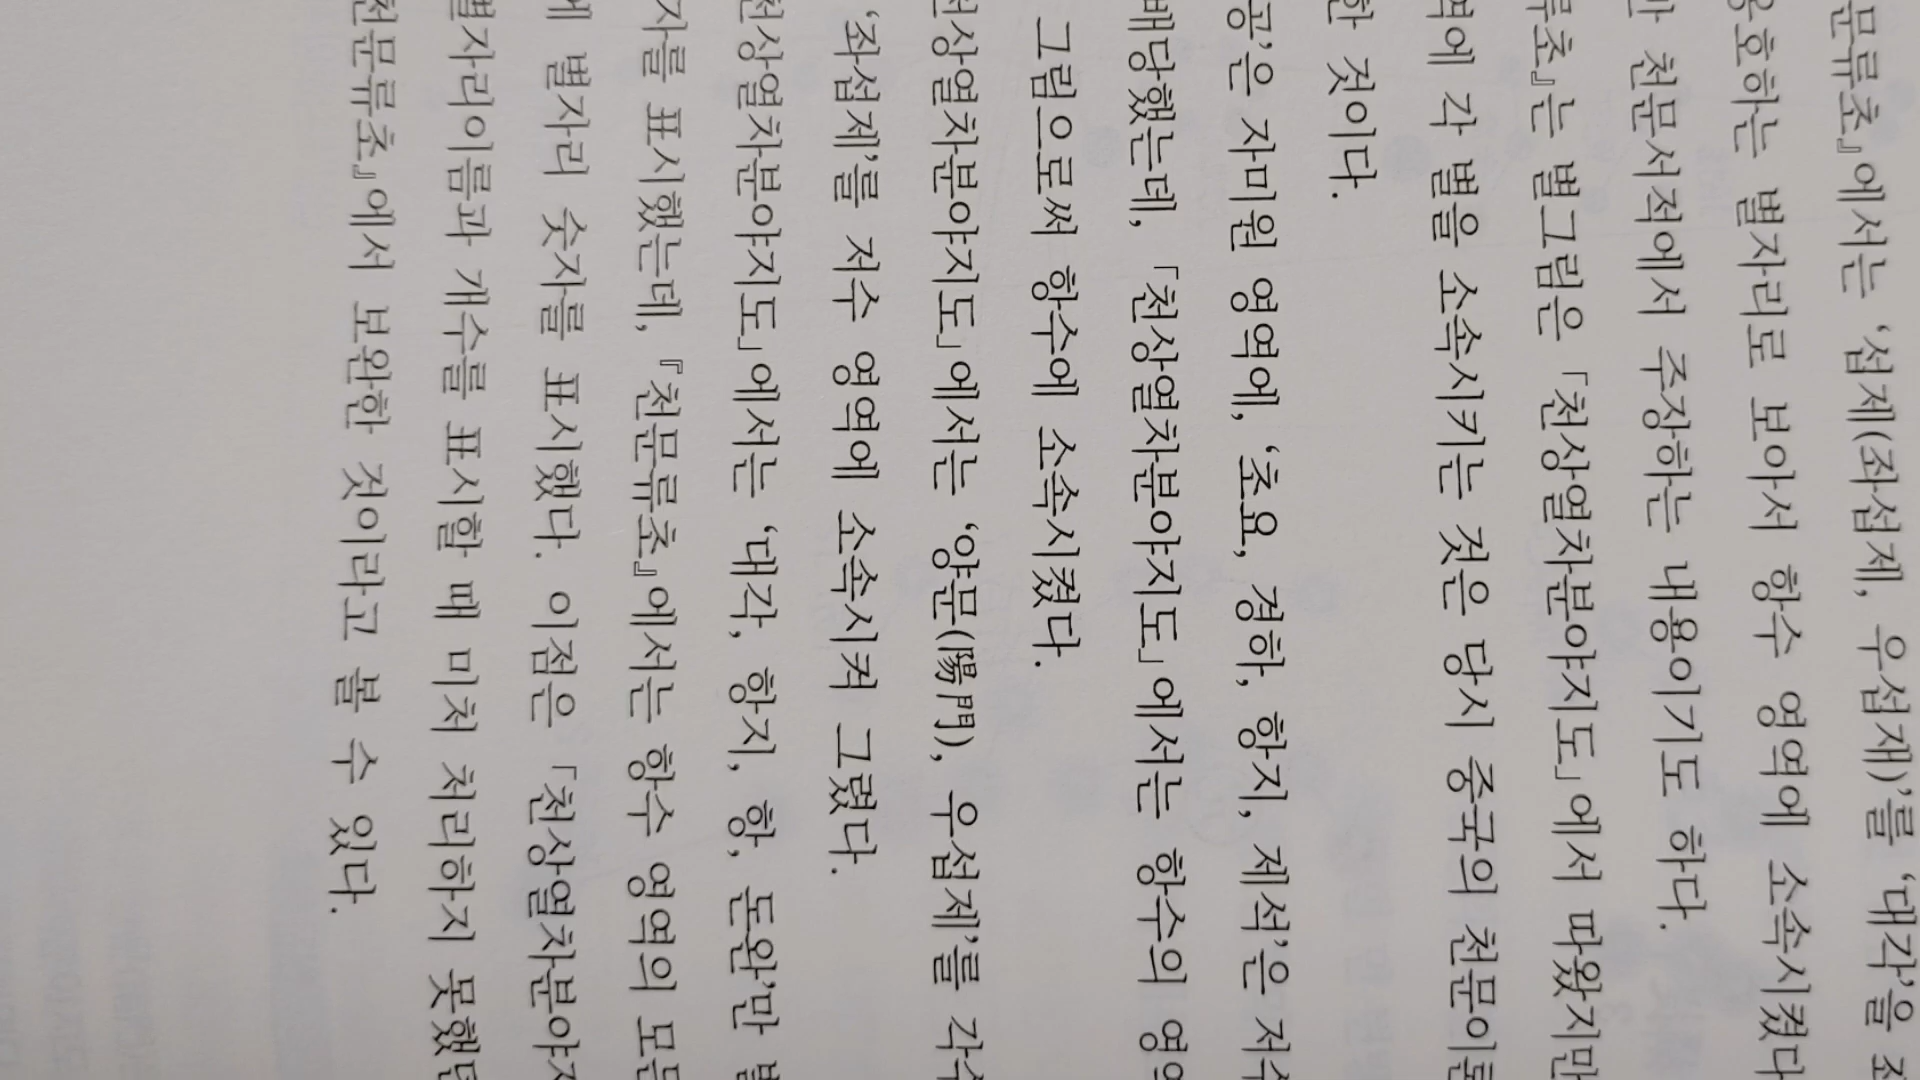 문류초』에서는 ‘섭제(좌섭제, 우섭재)’를 ‘대각’을
옹호하는 별자리로 보아서 항수 영역에 소속시켰다
천문서적에서 주장하는 내용이기도 하다.
류초』는 별그림은 「천상열차분야지도」에서 따왔지만
역에 각 별을 소속시키는 것은 당시 중국의 천문이론
한 것이다.
공’은 자미원 영역에, ‘초요, 경하, 항지, 제석’은 저수
배당했는데, 「천상열차분야지도」에서는 항수의 영역
그림으로써 항수에 소속시켰다.
천상열차분야지도」에서는 ‘양문(陽門), 우섭제’를 각수
‘좌섭제’를 저수 영역에 소속시켜 그렸다.
천상열차분야지도」에서는 ‘대각, 항지, 항, 돈완’만 별
자를 표시했는데, 『천문류초』에서는 항수 영역의 모든
에 별자리 숫자를 표시했다. 이점은 「천상열차분야지
별자리이름과 개수를 표시할 때 미처 처리하지 못했던
천문류초』에서 보완한 것이라고 볼 수 있다.